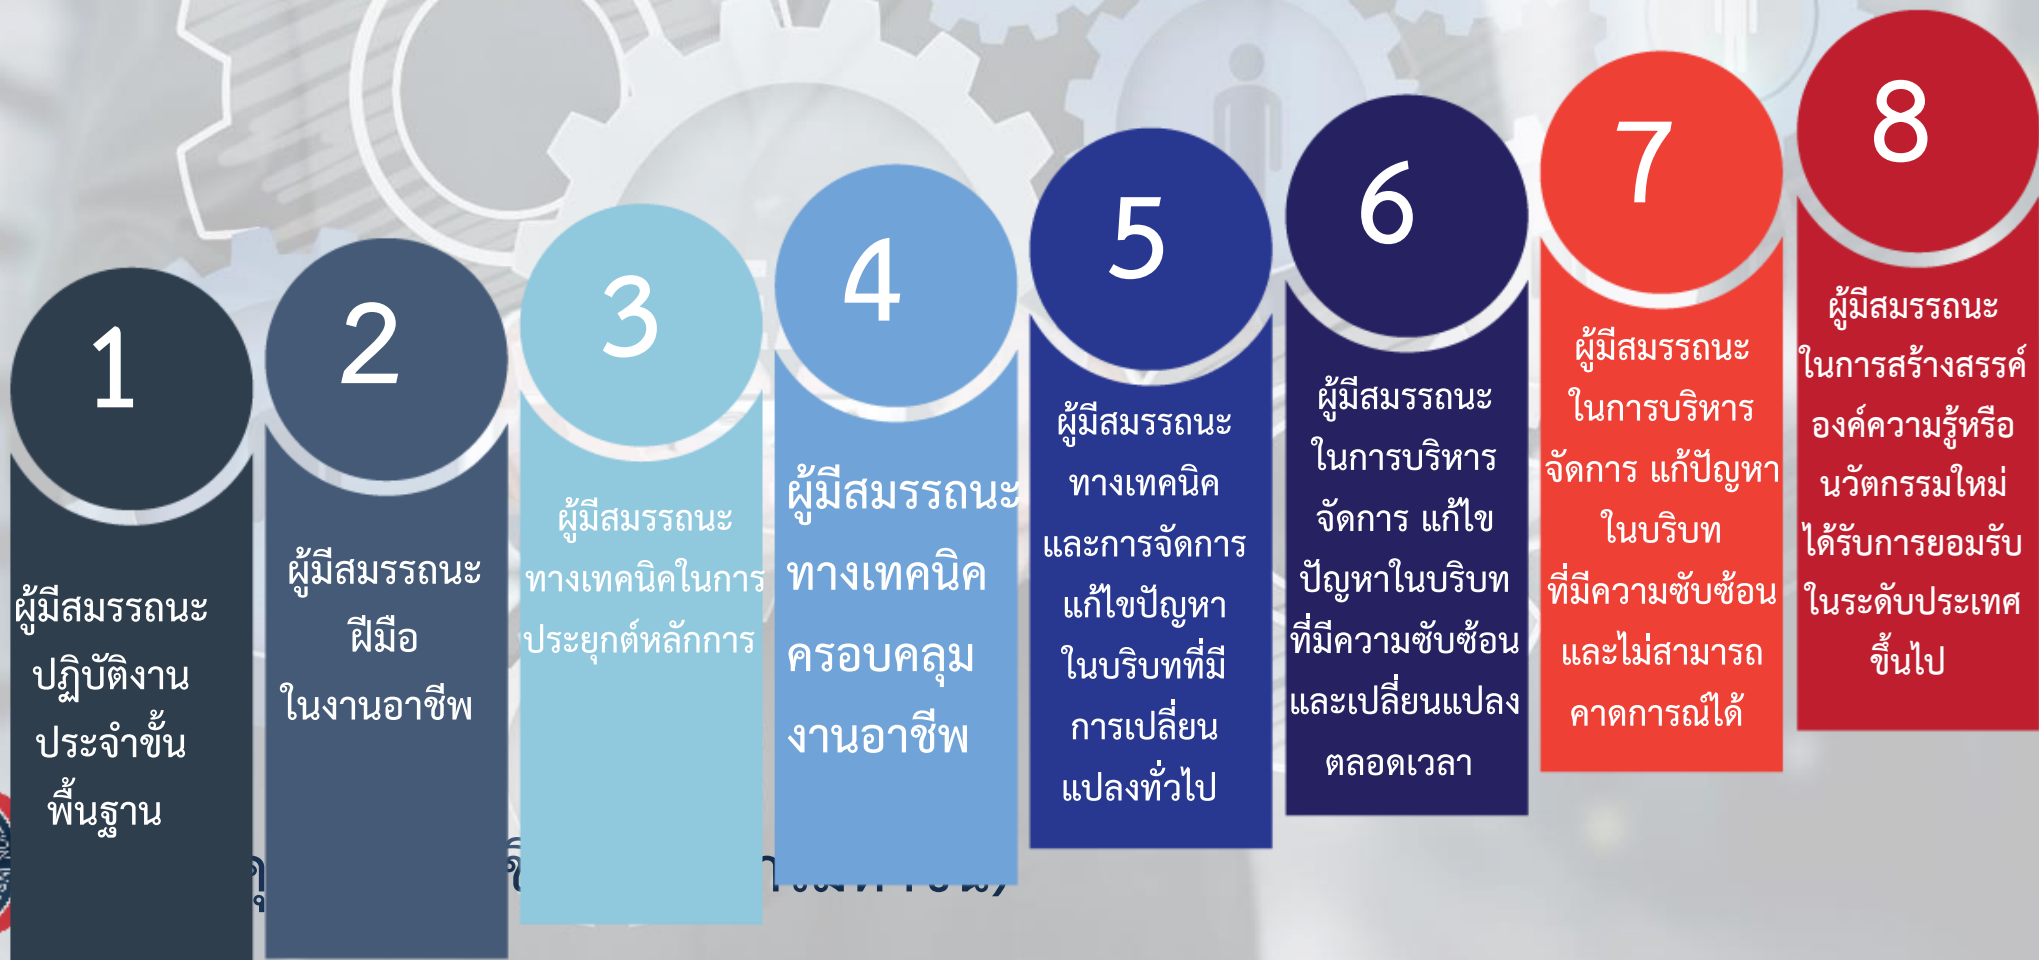 1
ผู้มีสมรรถนะ
ปฏิบัติงาน
ประจำขั้น
พื้นฐาน
2
ผู้มีสมรรถนะ
ฝีมือ
ในงานอาชีพ
3
ผู้มีสมรรถนะ
ทางเทคนิคในการ
ประยุกต์หลักการ
4
ผู้มีสมรรถนะ
ทางเทคนิค
ครอบคลุม
งานอาชีพ
5
ผู้มีสมรรถนะ
ทางเทคนิค
และการจัดการ
แก้ไขปัญหา
ในบริบทที่มี
การเปลี่ยน
แปลงทั่วไป
6
ผู้มีสมรรถนะ
ในการบริหาร
จัดการ แก้ไข
ปัญหาในบริบท
ที่มีความซับซ้อน
และเปลี่ยนแปลง
ตลอดเวลา
7
ผู้มีสมรรถนะ
ในการบริหาร
จัดการ แก้ปัญหา
ในบริบท
ที่มีความซับซ้อน
และไม่สามารถ
คาดการณ์ได้
8
ผู้มีสมรรถนะ
ในการสร้างสรรค์
องค์ความรู้หรือ
นวัตกรรมใหม่
ได้รับการยอมรับ
ในระดับประเทศ
ขึ้นไป